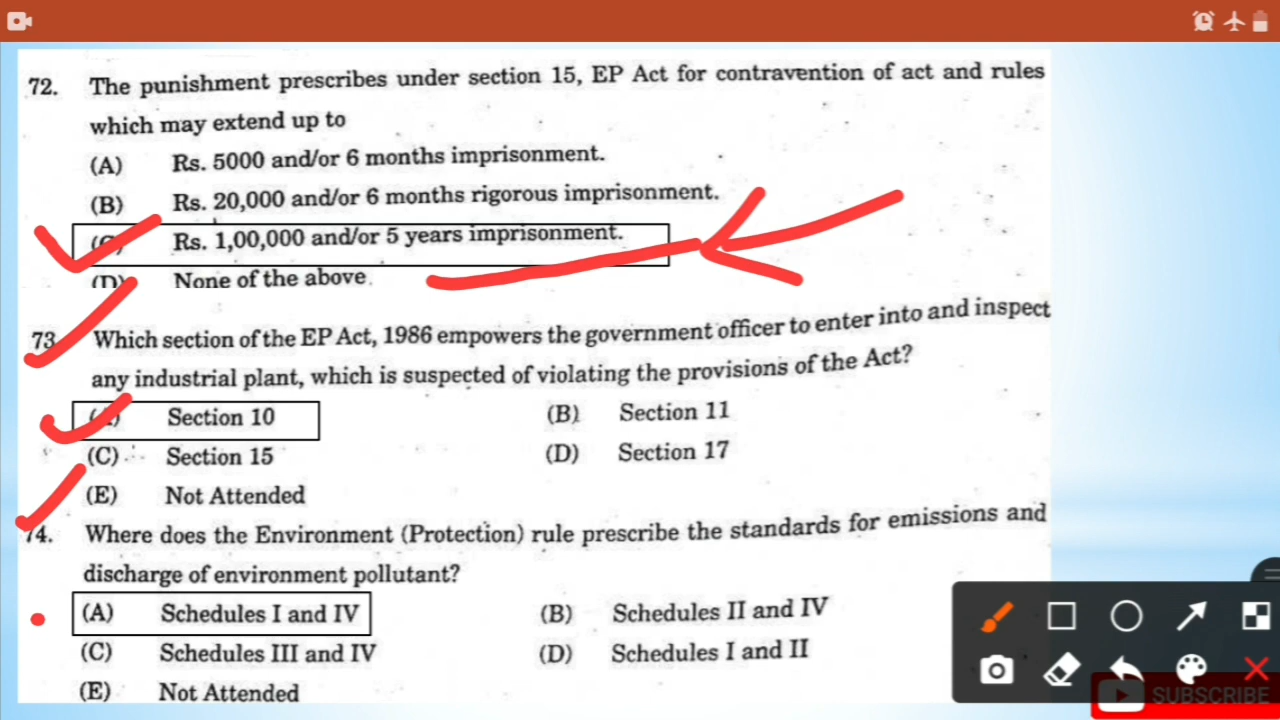 72. The punishment prescribes under section 15, EP Act for contravention of act and rules
which may extend up to
(A) Rs. 5000 and/or 6 months imprisonment.
(B) Rs. 20,000 and/or 6 months rigorous imprisonment.
(C) Rs. 1,00,000 and/or 5 years imprisonment.
(D) None of the above.
73. Which section of the EP Act, 1986 empowers the government officer to enter into and inspect
any industrial plant, which is suspected of violating the provisions of the Act?
(A) Section 10 (B) Section 11
(C) Section 15 (D) Section 17
(E) Not Attended
74. Where does the Environment (Protection) rule prescribe the standards for emissions and
discharge of environment pollutant?
(A) Schedules I and IV (B) Schedules II and IV
(C) Schedules III and IV (D) Schedules I and II
(E) Not Attended
SUBSCRIBE